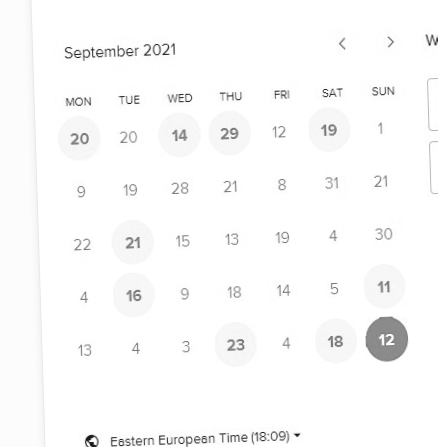 September 2021 < >
MON TUE WED THU FRI SAT SUN
20 20 14 29 12 19 1
9 19 28 21 8 31 21
22 21 15 13 19 4 30
4 16 9 18 14 5 11
13 4 3 23 4 18 12
Eastern European Time (18:09)
W